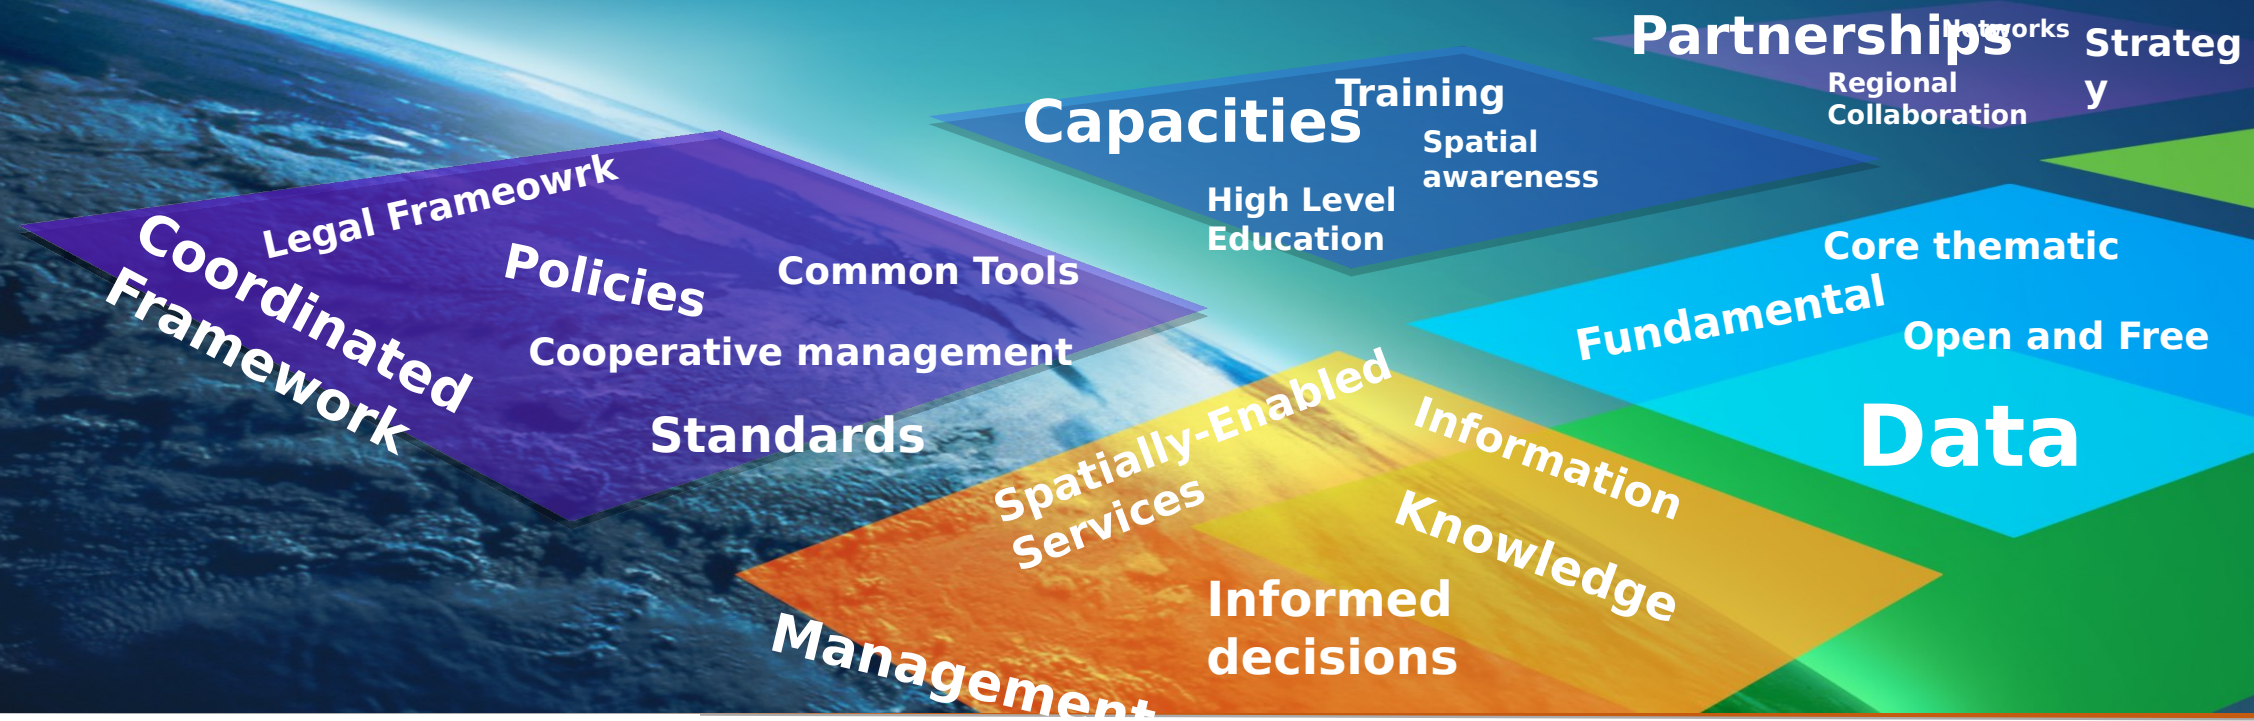 Legal Frameowrk
Coordinated
Framework
Policies
Common Tools
Cooperative management
Standards
Capacities
Training
Spatial
awareness
High Level
Education
Partnerships
Networks
Strateg
y
Regional
Collaboration
Core thematic
Fundamental
Open and Free
Data
Spatially-Enabled
Services
Information
Knowledge
Informed
decisions
Management